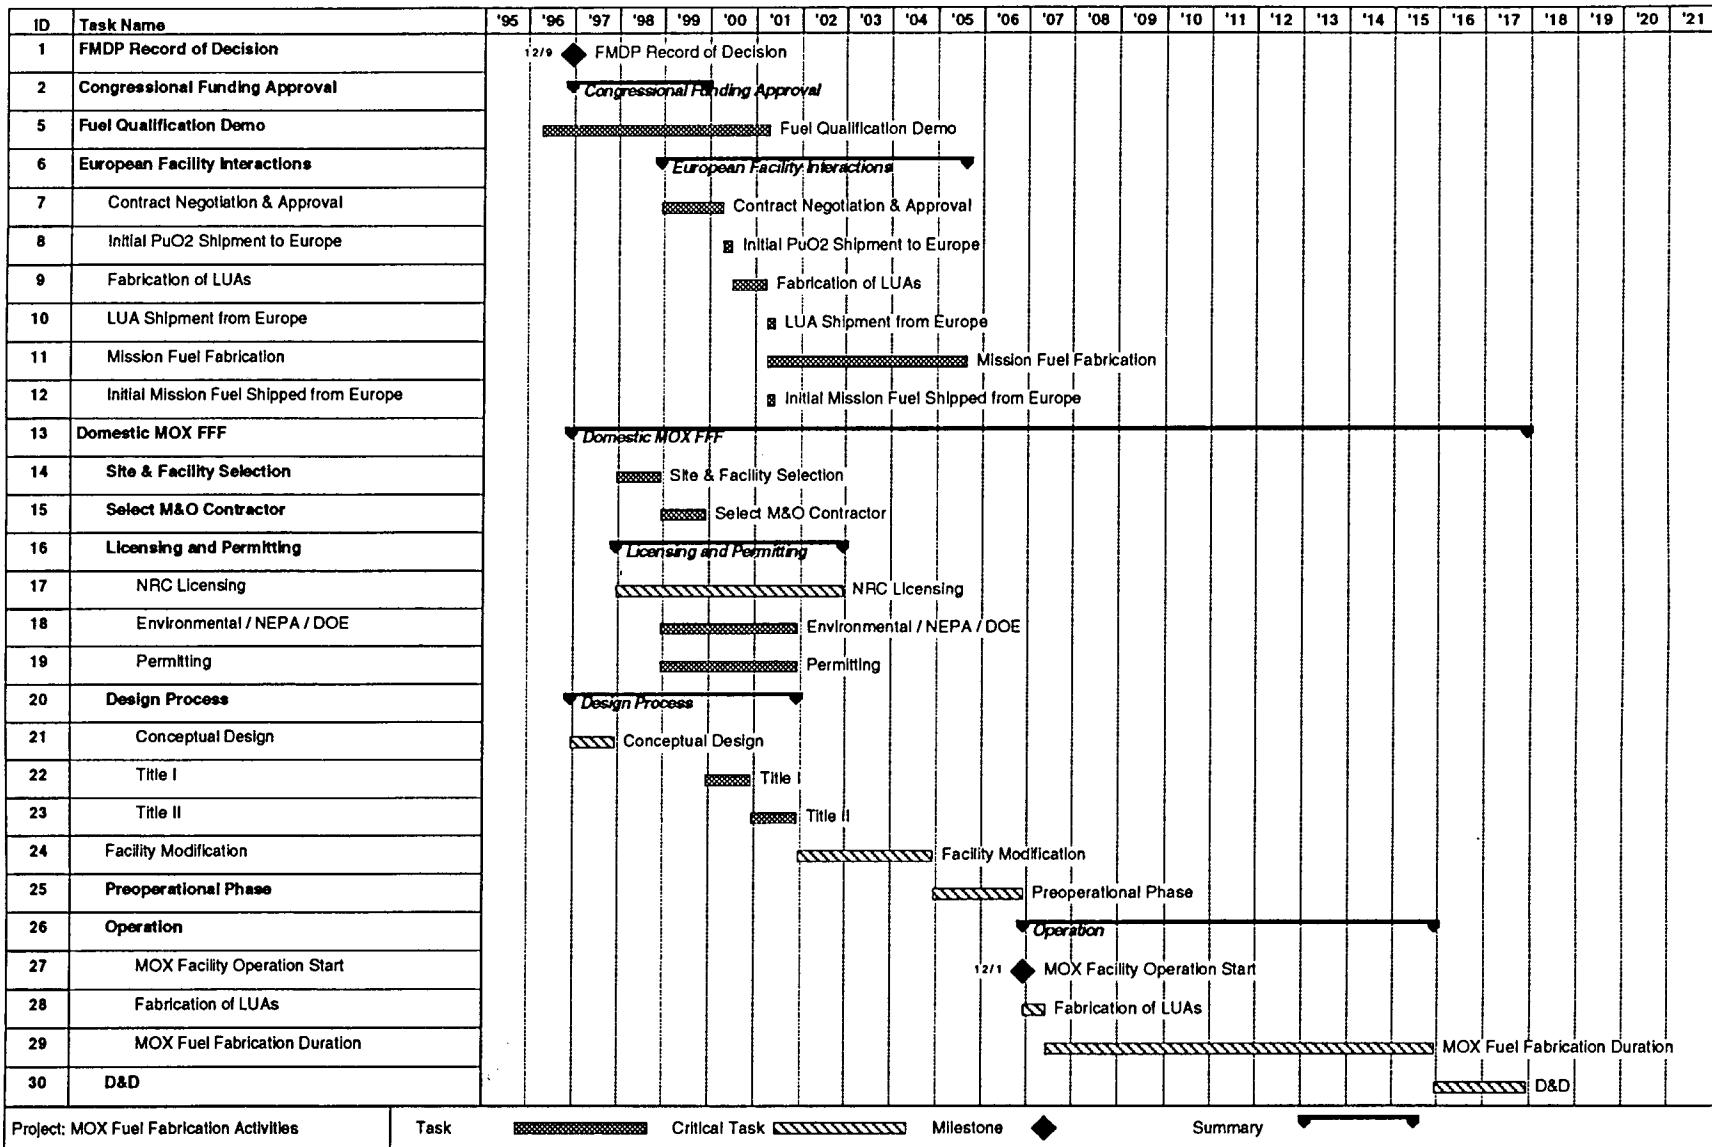 ID Task Name '95 '96 '97 '98 '99 '00 '01 '02 '03 '04 '05 '06 '07 '08 '09 '10 '11 '12 '13 '14 '15 '16 '17 '18 '19 '20 '21
1 FMDP Record of Decision 12/9 FMDP Record of Decision
2 Congressional Funding Approval Congressional Funding Approval
5 Fuel Qualification Demo Fuel Qualification Demo
6 European Facility Interactions European Facility Interactions
7 Contract Negotiation & Approval Contract Negotiation & Approval
8 Initial PuO2 Shipment to Europe Initial PuO2 Shipment to Europe
9 Fabrication of LUAs Fabrication of LUAs
10 LUA Shipment from Europe LUA Shipment from Europe
11 Mission Fuel Fabrication Mission Fuel Fabrication
12 Initial Mission Fuel Shipped from Europe Initial Mission Fuel Shipped from Europe
13 Domestic MOX FFF Domestic MOX FFF
14 Site & Facility Selection Site & Facility Selection
15 Select M&O Contractor Select M&O Contractor
16 Licensing and Permitting Licensing and Permitting
17 NRC Licensing NRC Licensing
18 Environmental / NEPA / DOE Environmental / NEPA / DOE
19 Permitting Permitting
20 Design Process Design Process
21 Conceptual Design Conceptual Design
22 Title I Title I
23 Title II Title II
24 Facility Modification Facility Modification
25 Preoperational Phase Preoperational Phase
26 Operation Operation
27 MOX Facility Operation Start 12/1 MOX Facility Operation Start
28 Fabrication of LUAs Fabrication of LUAs
29 MOX Fuel Fabrication Duration MOX Fuel Fabrication Duration
30 D&D D&D
Project: MOX Fuel Fabrication Activities Task Critical Task Milestone Summary